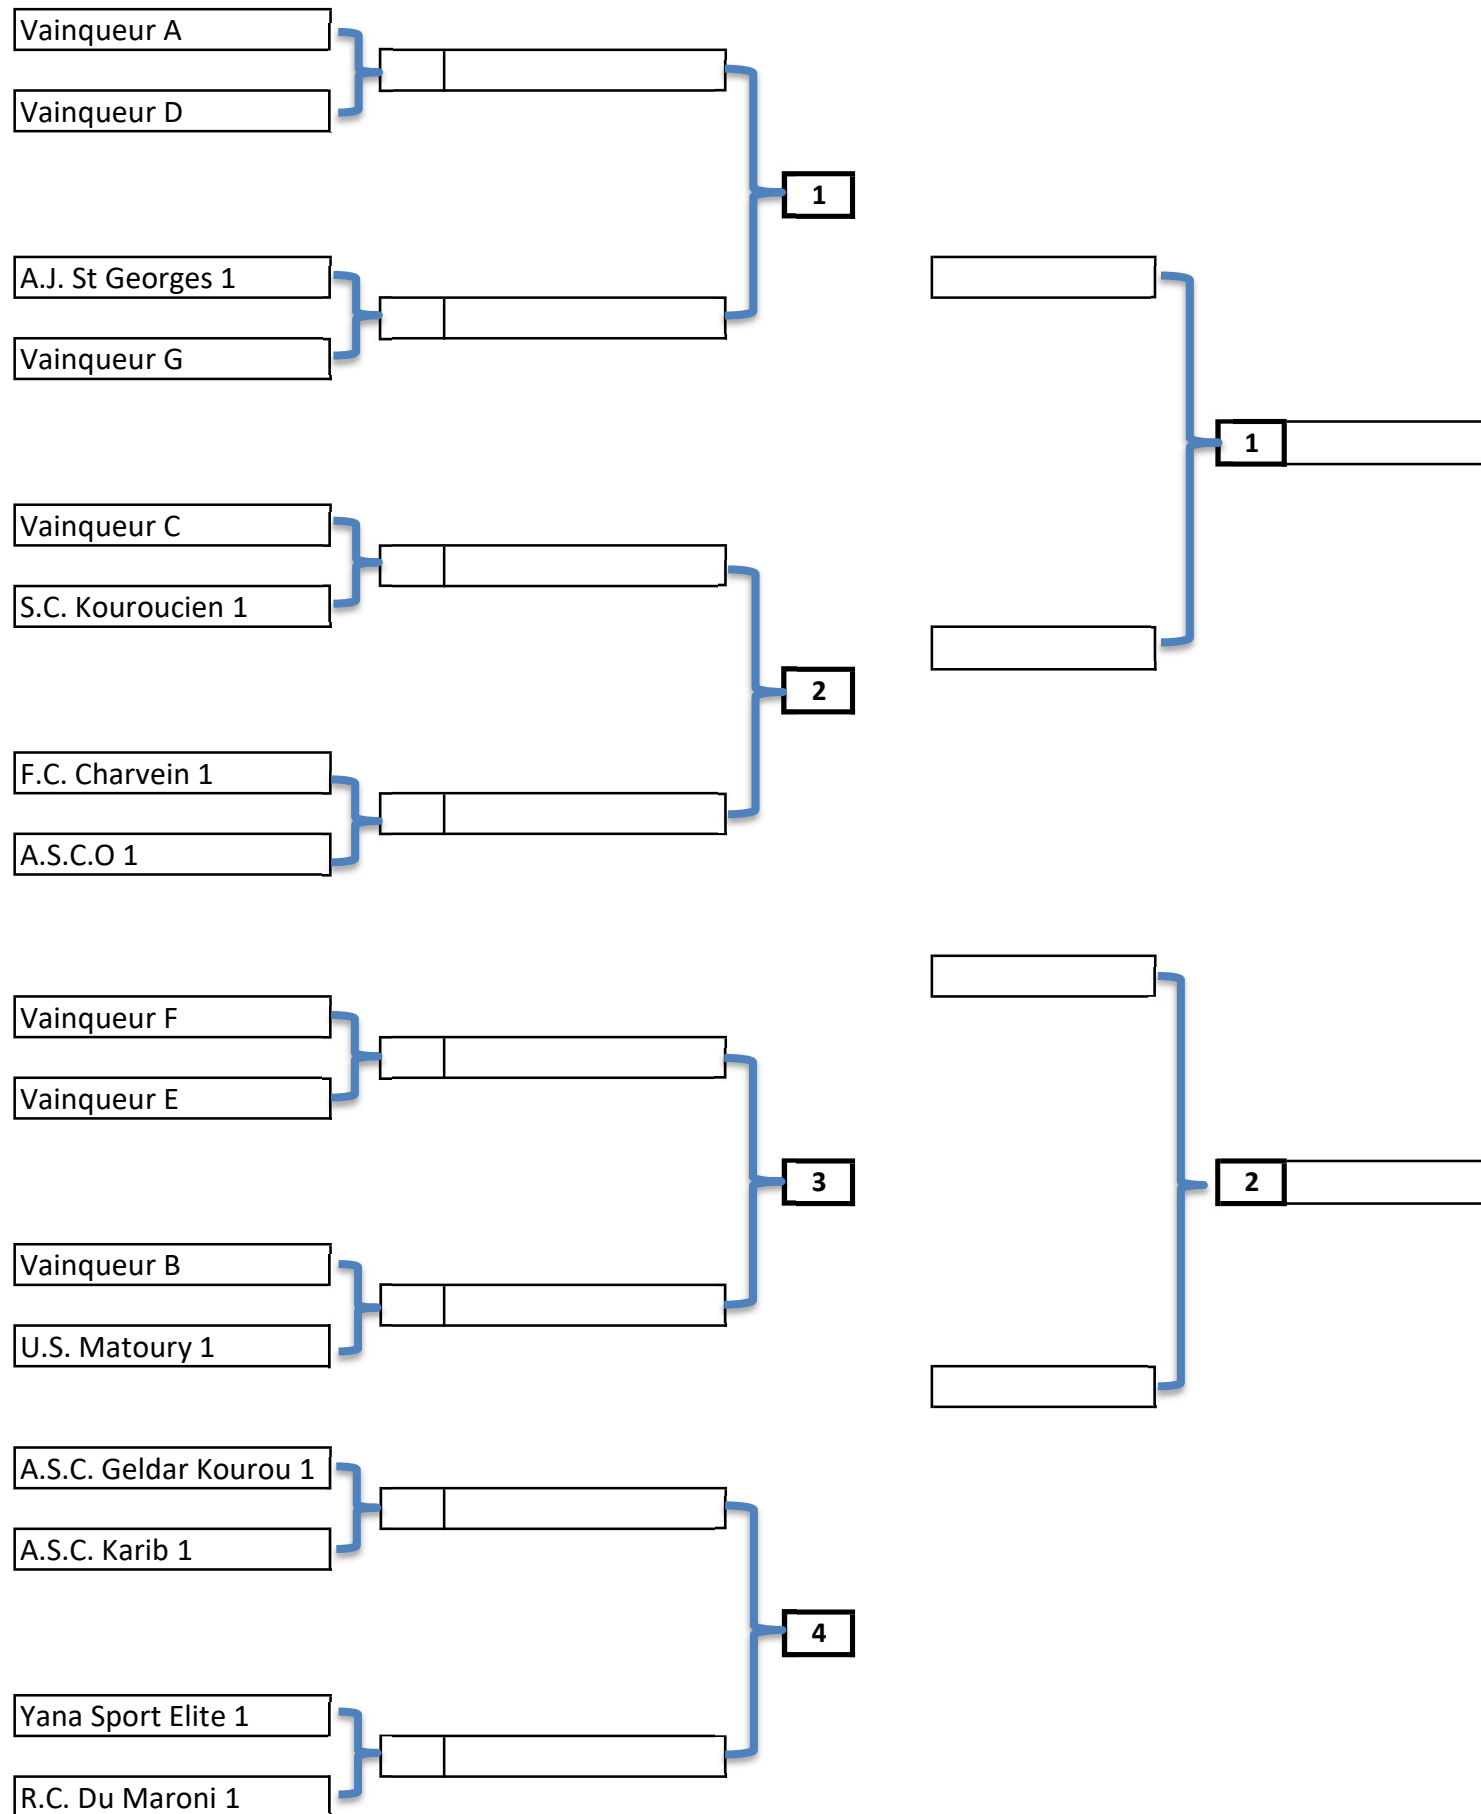 Vainqueur A
Vainqueur D
1
A.J. St Georges 1
Vainqueur G
1
Vainqueur C
S.C. Kouroucien 1
2
F.C. Charvein 1
A.S.C.O 1
Vainqueur F
Vainqueur E
3
2
Vainqueur B
U.S. Matoury 1
A.S.C. Geldar Kourou 1
A.S.C. Karib 1
4
Yana Sport Elite 1
R.C. Du Maroni 1